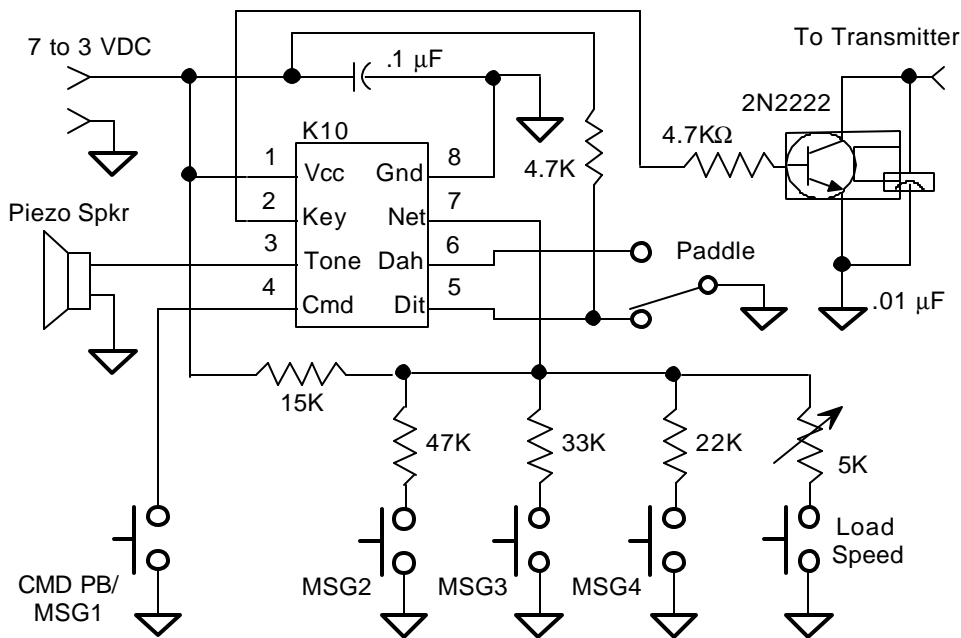 7 to 3 VDC
.1 μF
To Transmitter
2N2222
K10
4.7KΩ
4.7K
1
Vcc
Gnd
8
2
Key
Net
7
Piezo Spkr
3
Tone
Dah
6
Paddle
4
Cmd
Dit
5
.01 μF
15K
47K
33K
22K
5K
Load
Speed
CMD PB/
MSG1
MSG2
MSG3
MSG4